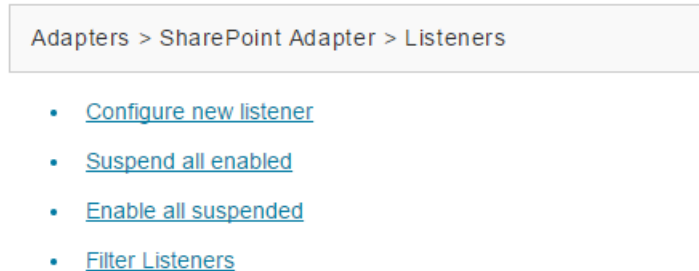 Adapters > SharePoint Adapter > Listeners
Configure new listener
Suspend all enabled
Enable all suspended
Filter Listeners